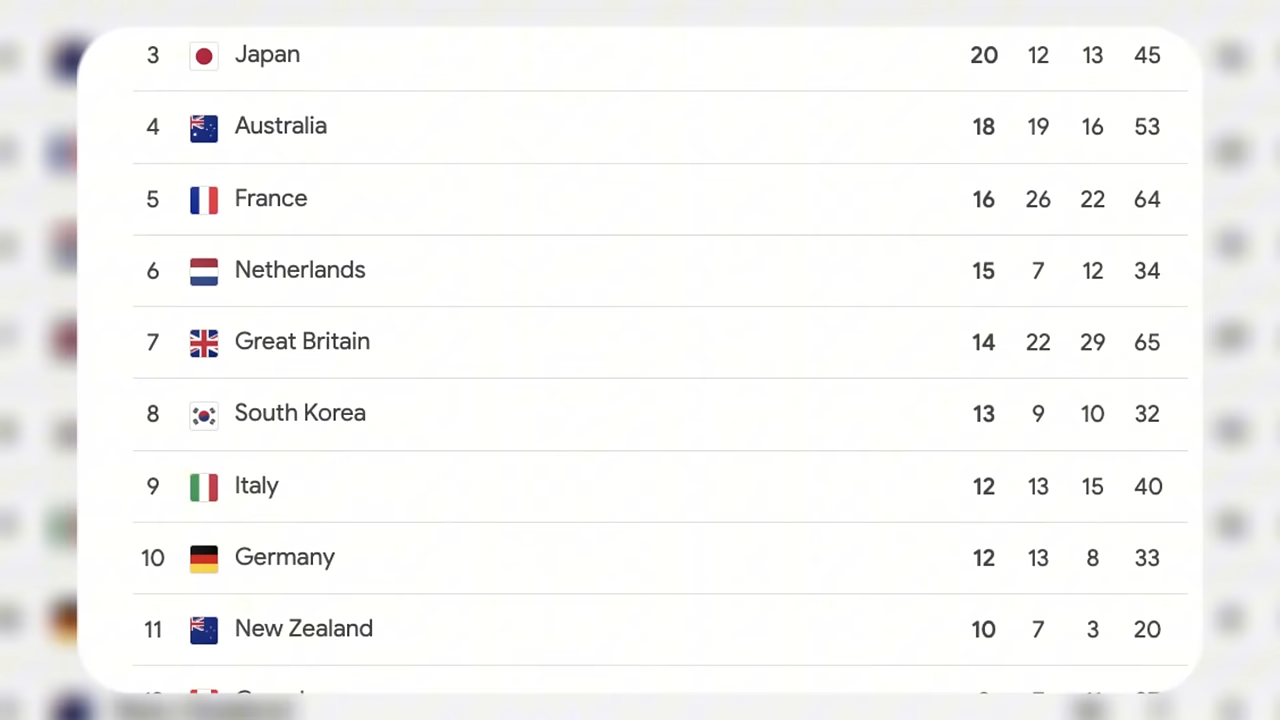 3 Japan 20 12 13 45
4 Australia 18 19 16 53
5 France 16 26 22 64
6 Netherlands 15 7 12 34
7 Great Britain 14 22 29 65
8 South Korea 13 9 10 32
9 Italy 12 13 15 40
10 Germany 12 13 8 33
11 New Zealand 10 7 3 20